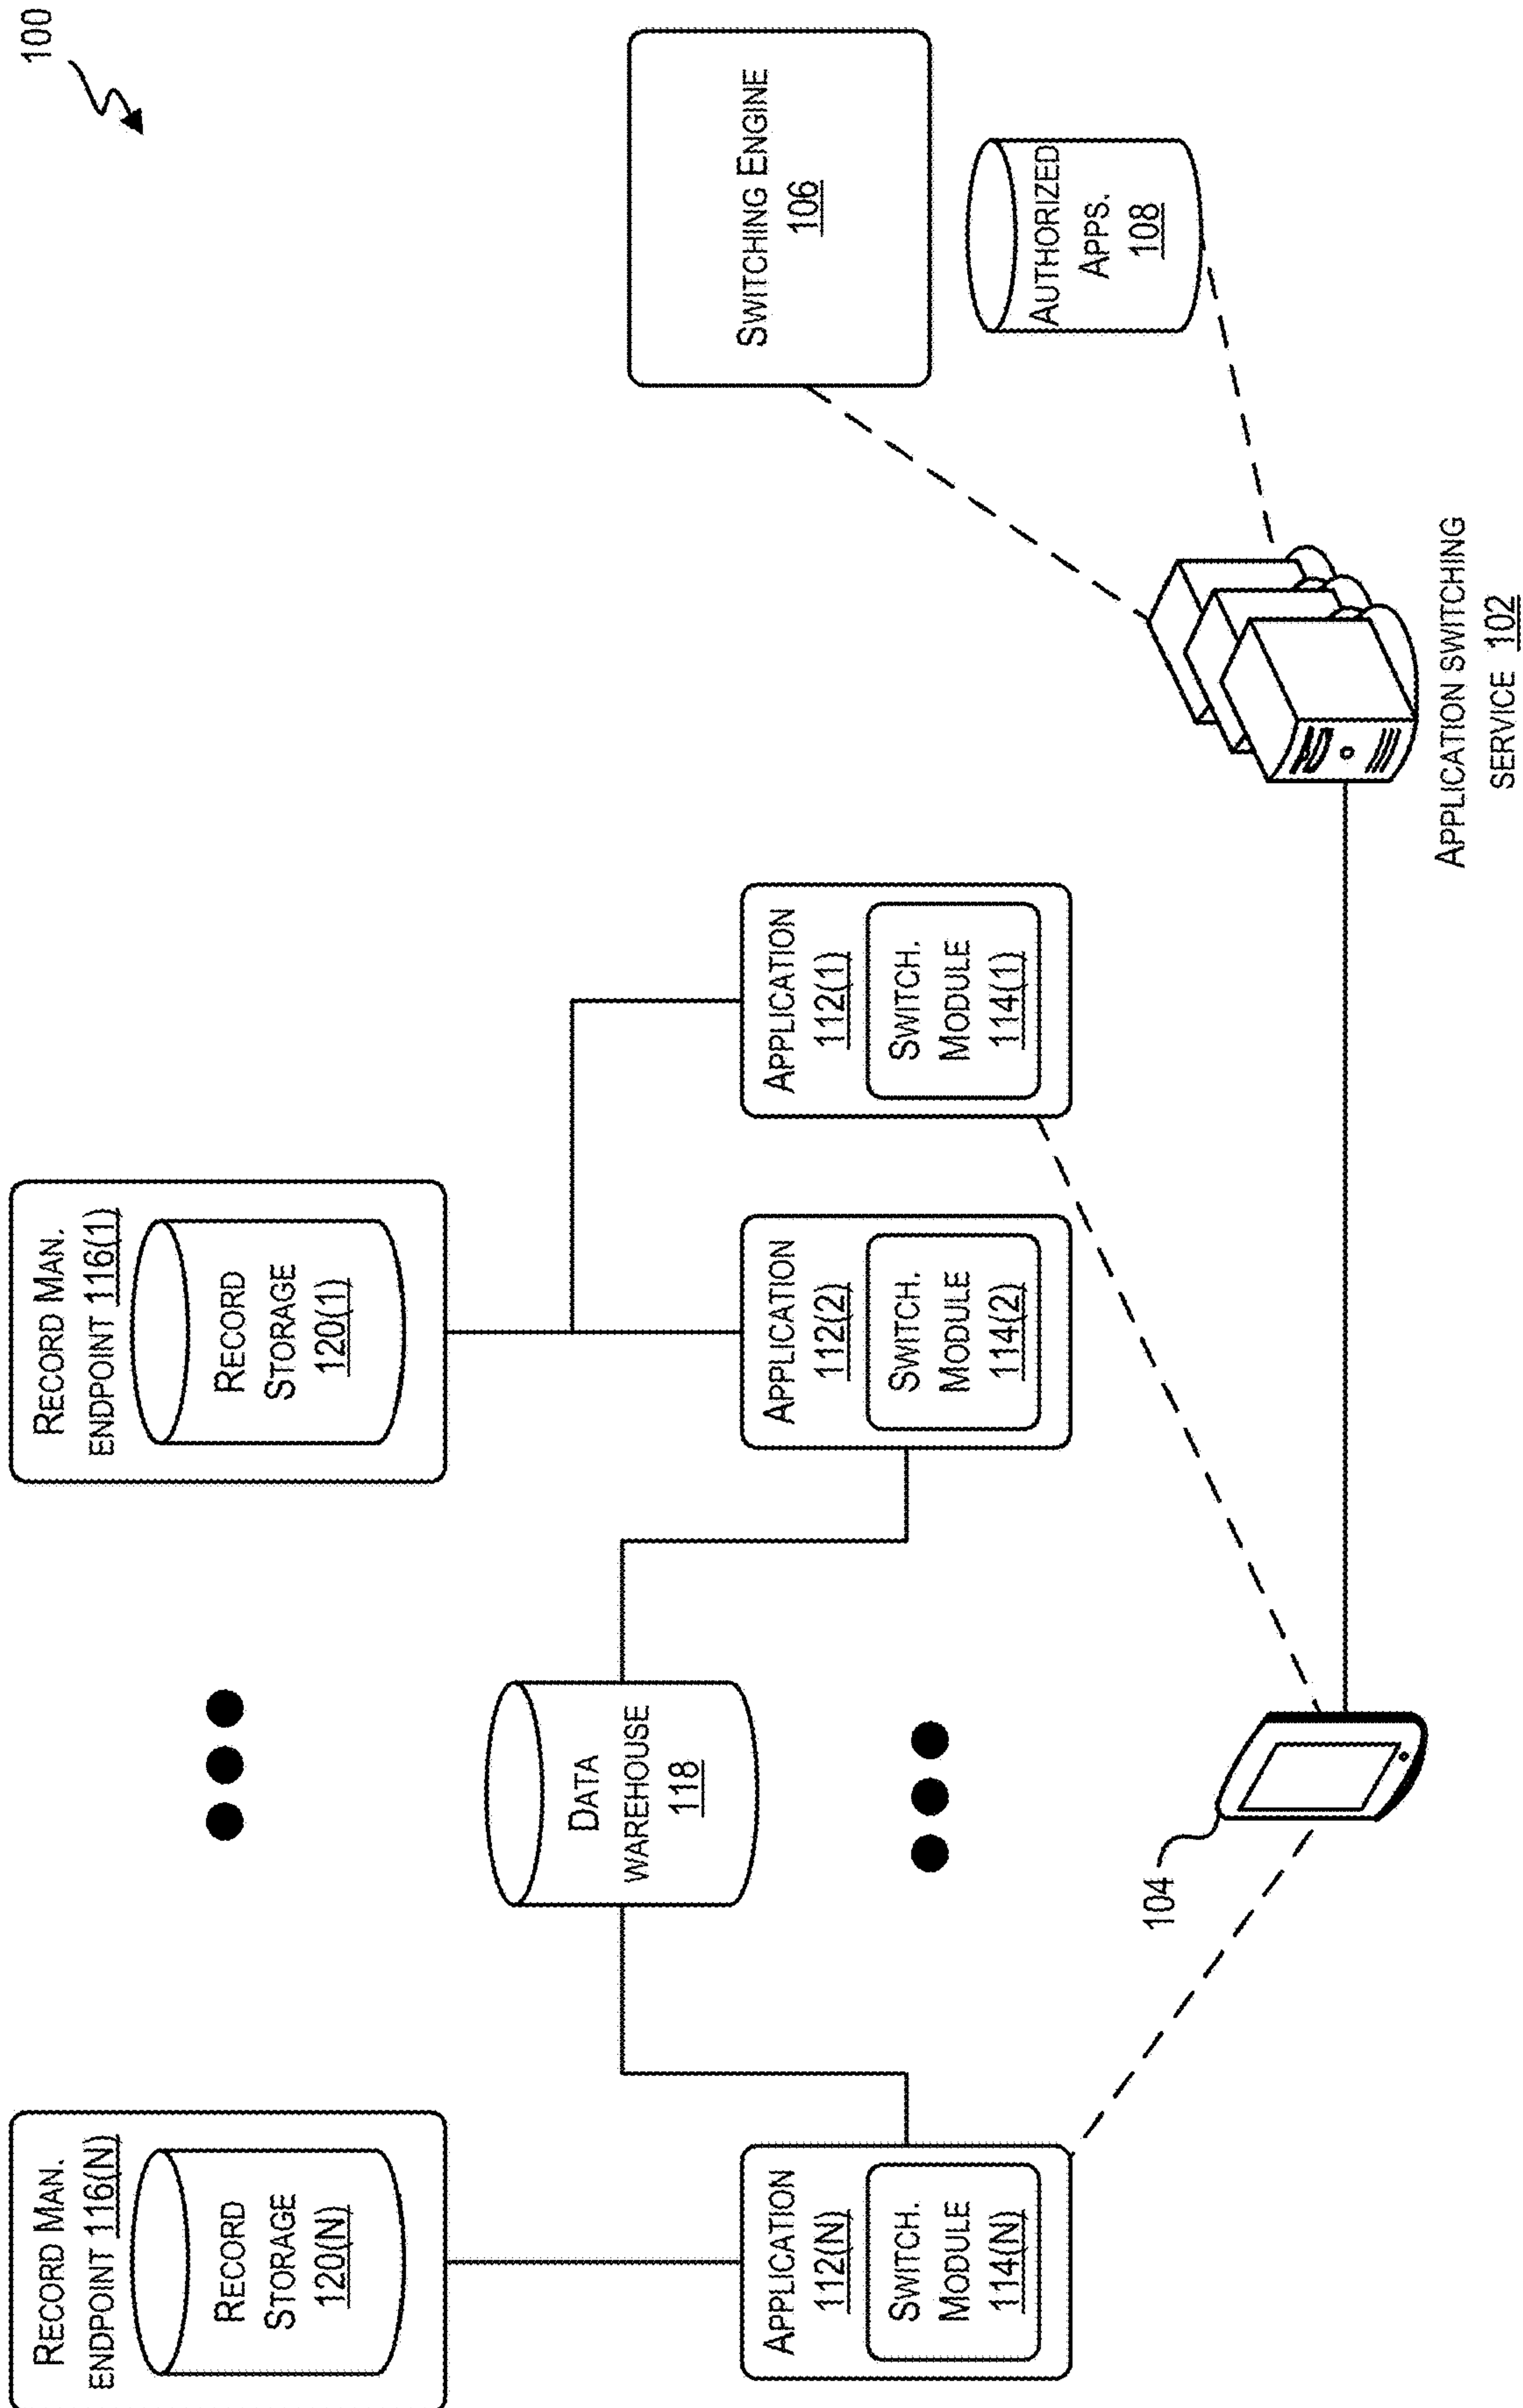 100
RECORD MAN.
ENDPOINT 116(N)
RECORD
STORAGE
120(N)
RECORD MAN.
ENDPOINT 116(1)
RECORD
STORAGE
120(1)
DATA
WAREHOUSE
118
SWITCHING ENGINE
106
APPLICATION
112(N)
SWITCH.
MODULE
114(N)
APPLICATION
112(2)
SWITCH.
MODULE
114(2)
APPLICATION
112(1)
SWITCH.
MODULE
114(1)
AUTHORIZED
APPS.
108
104
APPLICATION SWITCHING
SERVICE 102